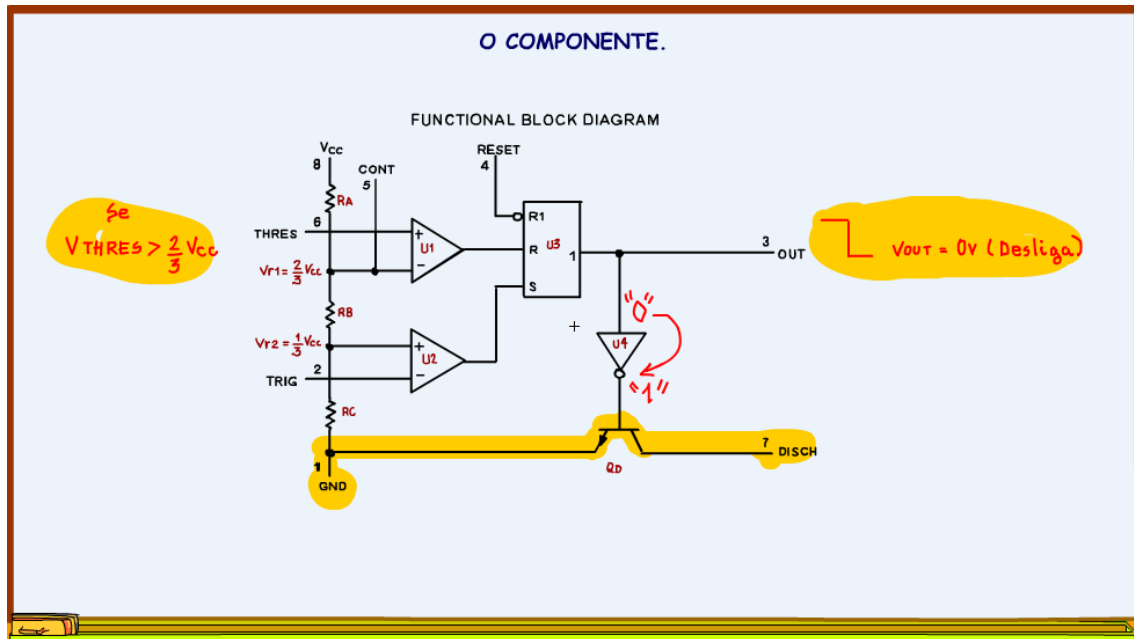 O COMPONENTE.
FUNCTIONAL BLOCK DIAGRAM
VCC
8
CONT
5
RESET
4
RA
Se
V THRES > 2/3 VCC
6
THRES
+
U1
−
R1
R
U3
1
S
3
OUT
VOUT = 0V (Desliga)
Vr1 = 2/3 VCC
RB
"0"
Vr2 = 1/3 VCC
+
U2
−
U4
2
TRIG
"1"
RC
7
DISCH
1
GND
QD